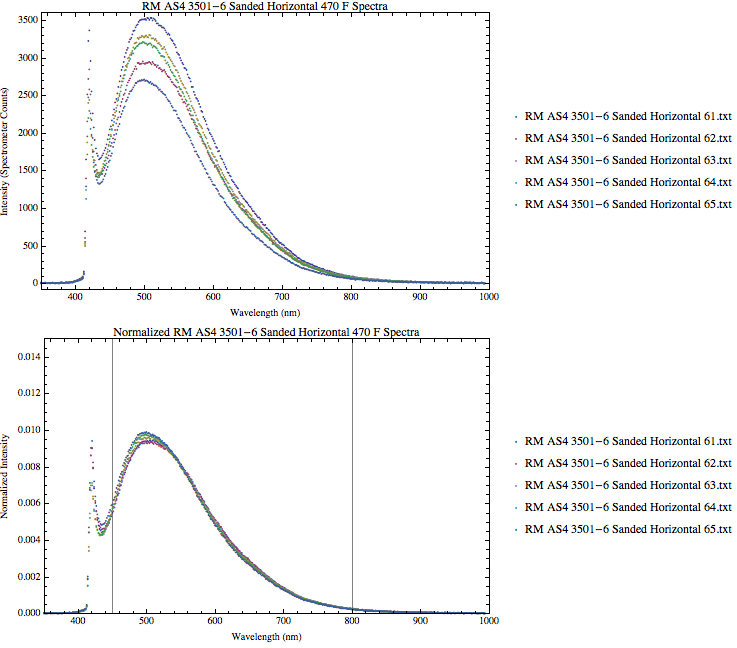 RM AS4 3501−6 Sanded Horizontal 470 F Spectra
3500
3000
2500
2000
1500
1000
500
0
Intensity (Spectrometer Counts)
400 500 600 700 800 900 1000
Wavelength (nm)
RM AS4 3501−6 Sanded Horizontal 61.txt
RM AS4 3501−6 Sanded Horizontal 62.txt
RM AS4 3501−6 Sanded Horizontal 63.txt
RM AS4 3501−6 Sanded Horizontal 64.txt
RM AS4 3501−6 Sanded Horizontal 65.txt
Normalized RM AS4 3501−6 Sanded Horizontal 470 F Spectra
0.014
0.012
0.010
0.008
0.006
0.004
0.002
0.000
Normalized Intensity
400 500 600 700 800 900 1000
Wavelength (nm)
RM AS4 3501−6 Sanded Horizontal 61.txt
RM AS4 3501−6 Sanded Horizontal 62.txt
RM AS4 3501−6 Sanded Horizontal 63.txt
RM AS4 3501−6 Sanded Horizontal 64.txt
RM AS4 3501−6 Sanded Horizontal 65.txt